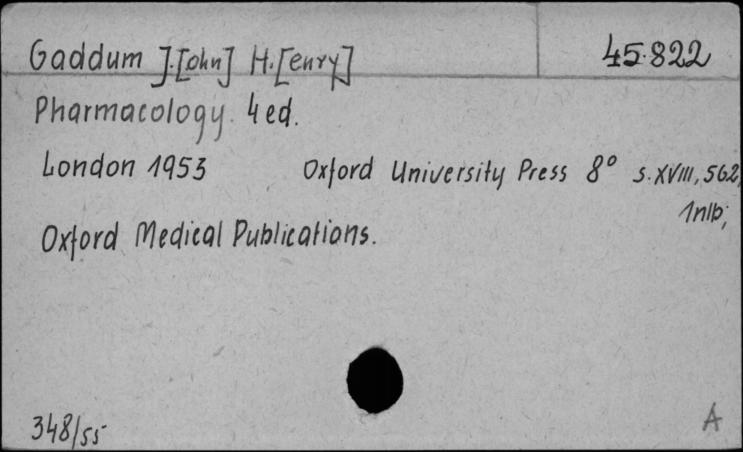 Gaddum J.[ohn] H.[enry] 45.822
Pharmacology. 4 ed.
London 1953 Oxford University Press 8° s. XVIII, 562,
1nlb;
Oxford Medical Publications.
348/55
A